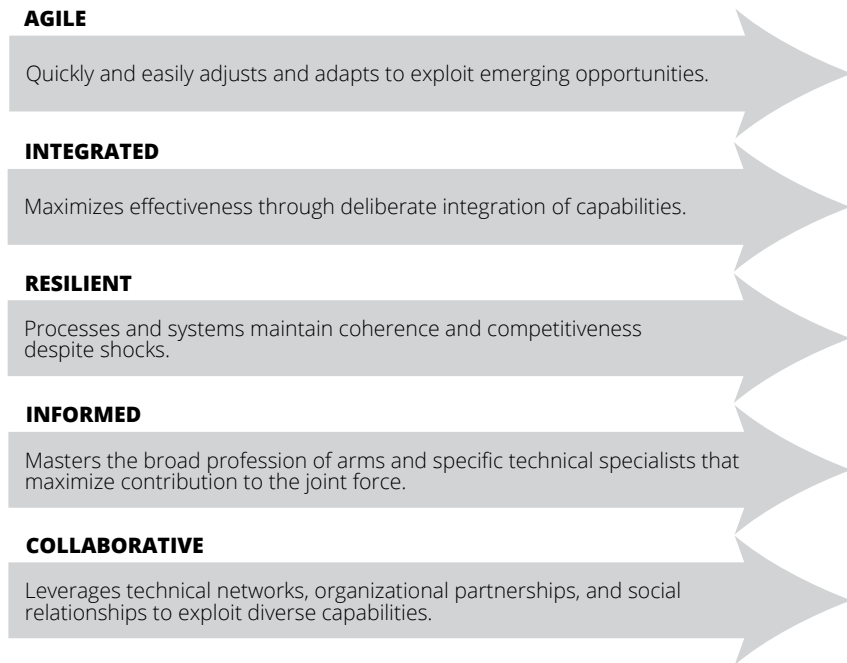 AGILE
Quickly and easily adjusts and adapts to exploit emerging opportunities.
INTEGRATED
Maximizes effectiveness through deliberate integration of capabilities.
RESILIENT
Processes and systems maintain coherence and competitiveness
despite shocks.
INFORMED
Masters the broad profession of arms and specific technical specialists that
maximize contribution to the joint force.
COLLABORATIVE
Leverages technical networks, organizational partnerships, and social
relationships to exploit diverse capabilities.